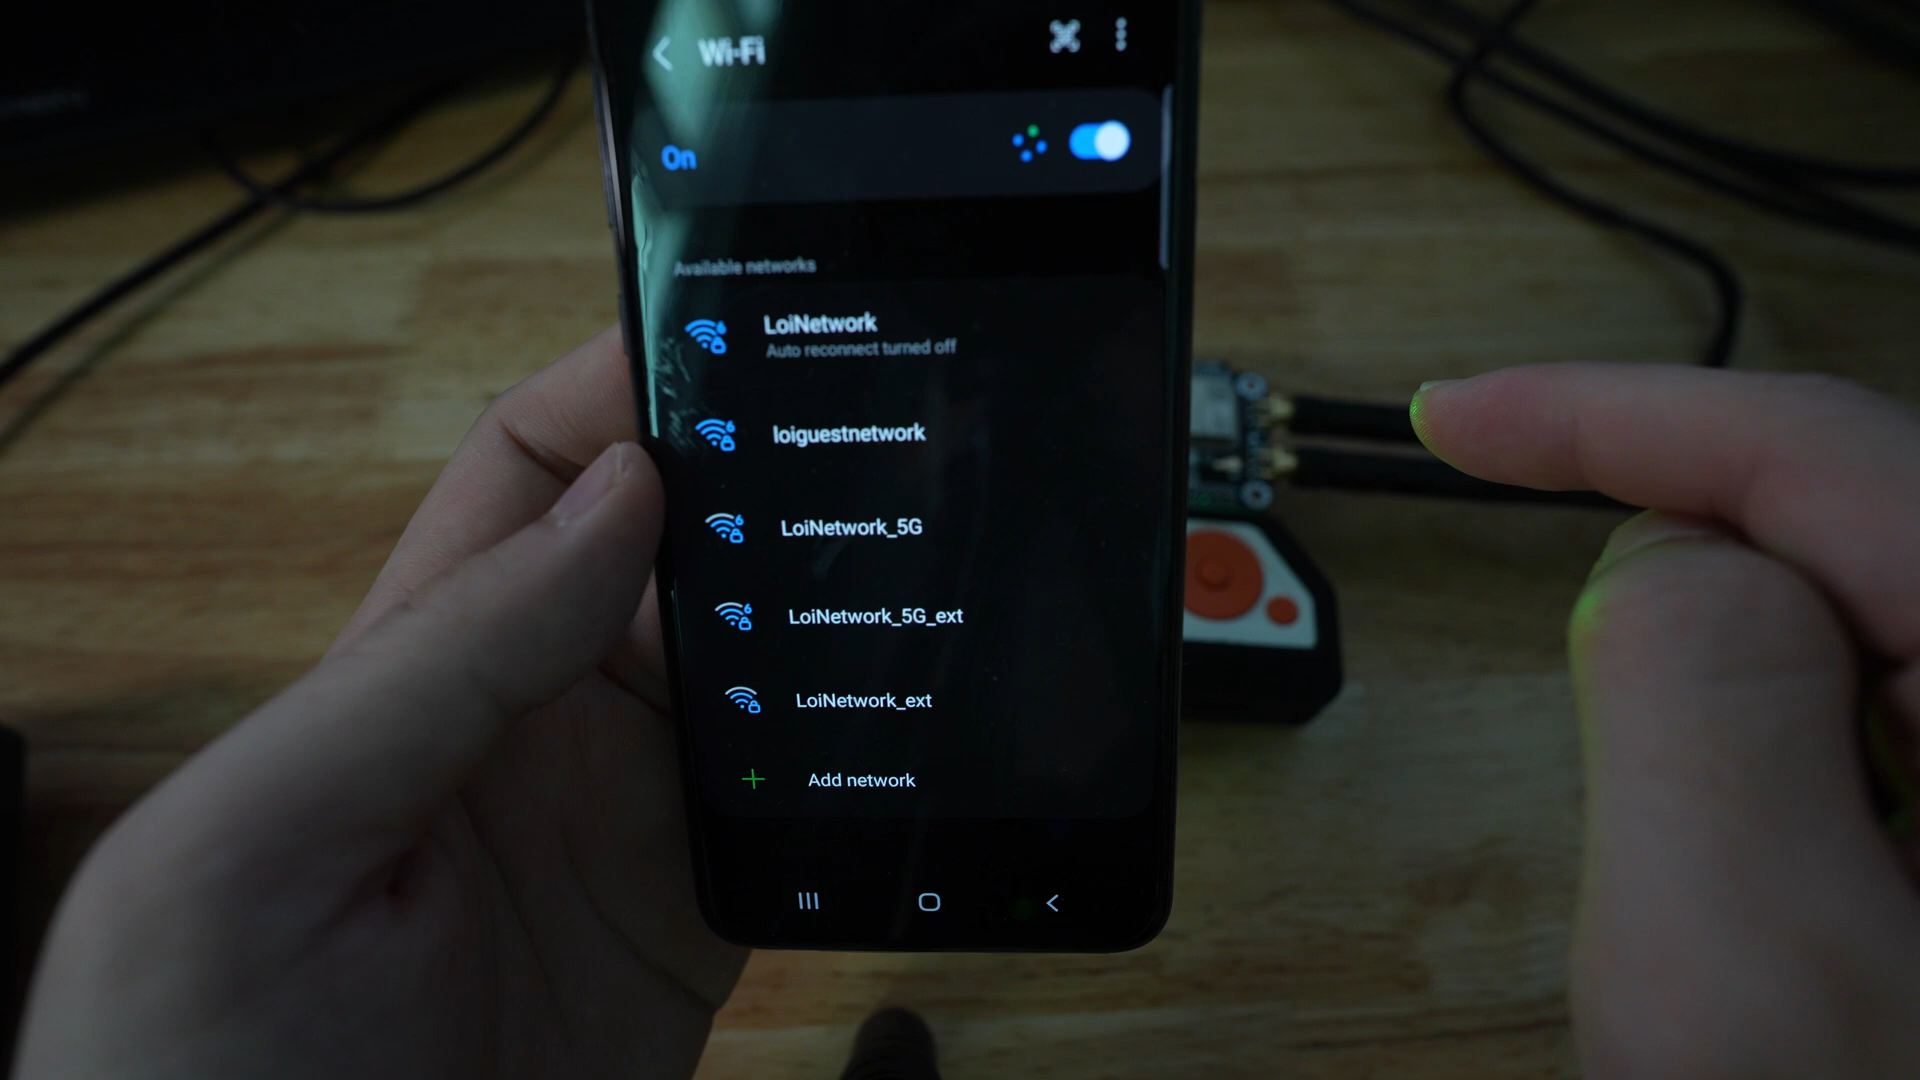 Wi-Fi
On
Available networks
LoiNetwork
Auto reconnect turned off
loiguestnetwork
LoiNetwork_5G
LoiNetwork_5G_ext
LoiNetwork_ext
Add network